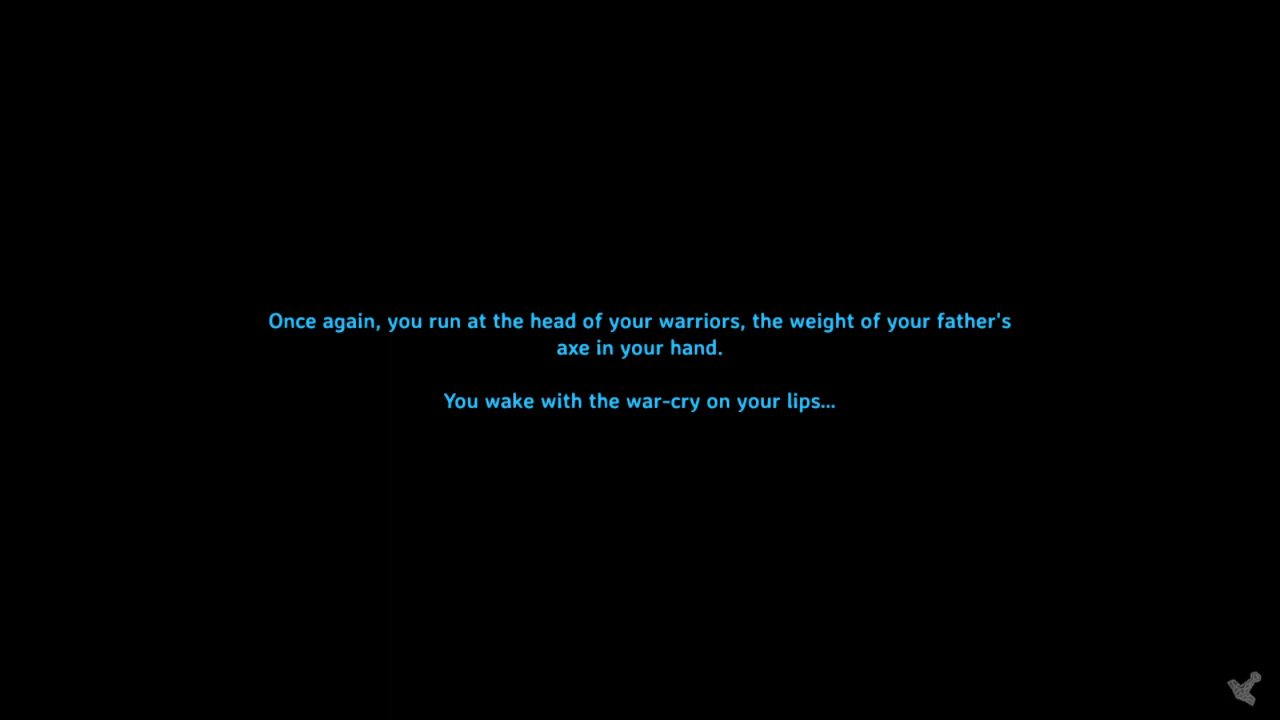 Once again, you run at the head of your warriors, the weight of your father's
axe in your hand.
You wake with the war-cry on your lips...